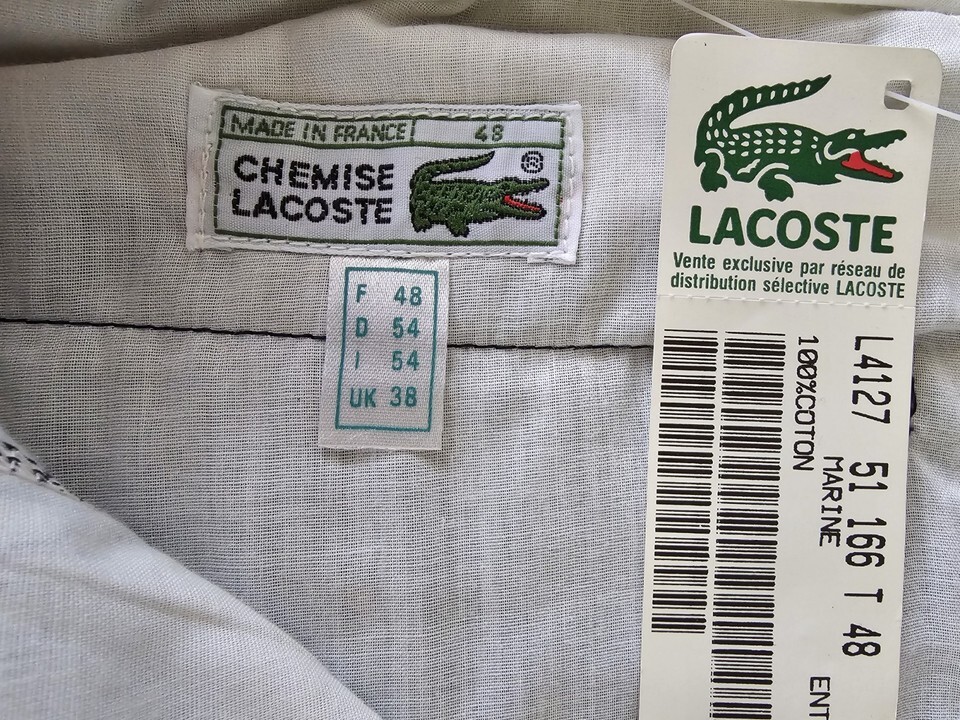 MADE IN FRANCE 48
CHEMISE
LACOSTE
®
F 48
D 54
I 54
UK 38
LACOSTE
Vente exclusive par réseau de
distribution sélective LACOSTE
L4127 51 166 T 48
MARINE
100%COTON
ENT